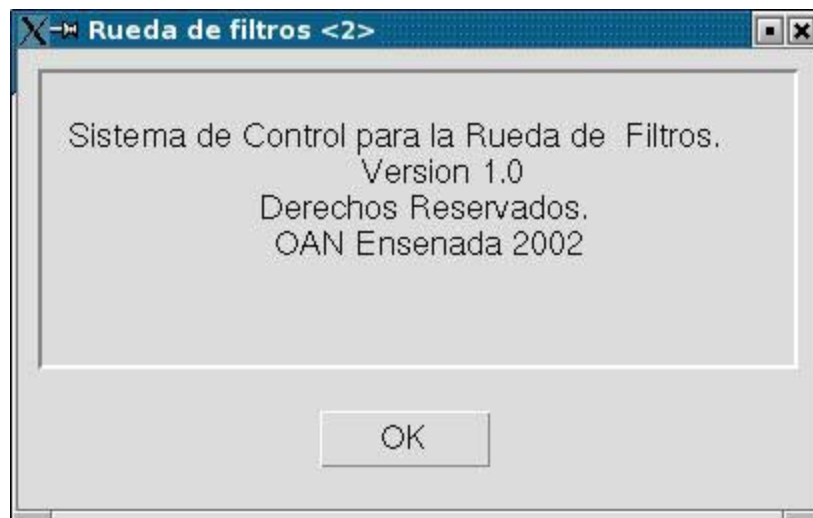 Rueda de filtros <2>
Sistema de Control para la Rueda de Filtros.
Version 1.0
Derechos Reservados.
OAN Ensenada 2002
OK